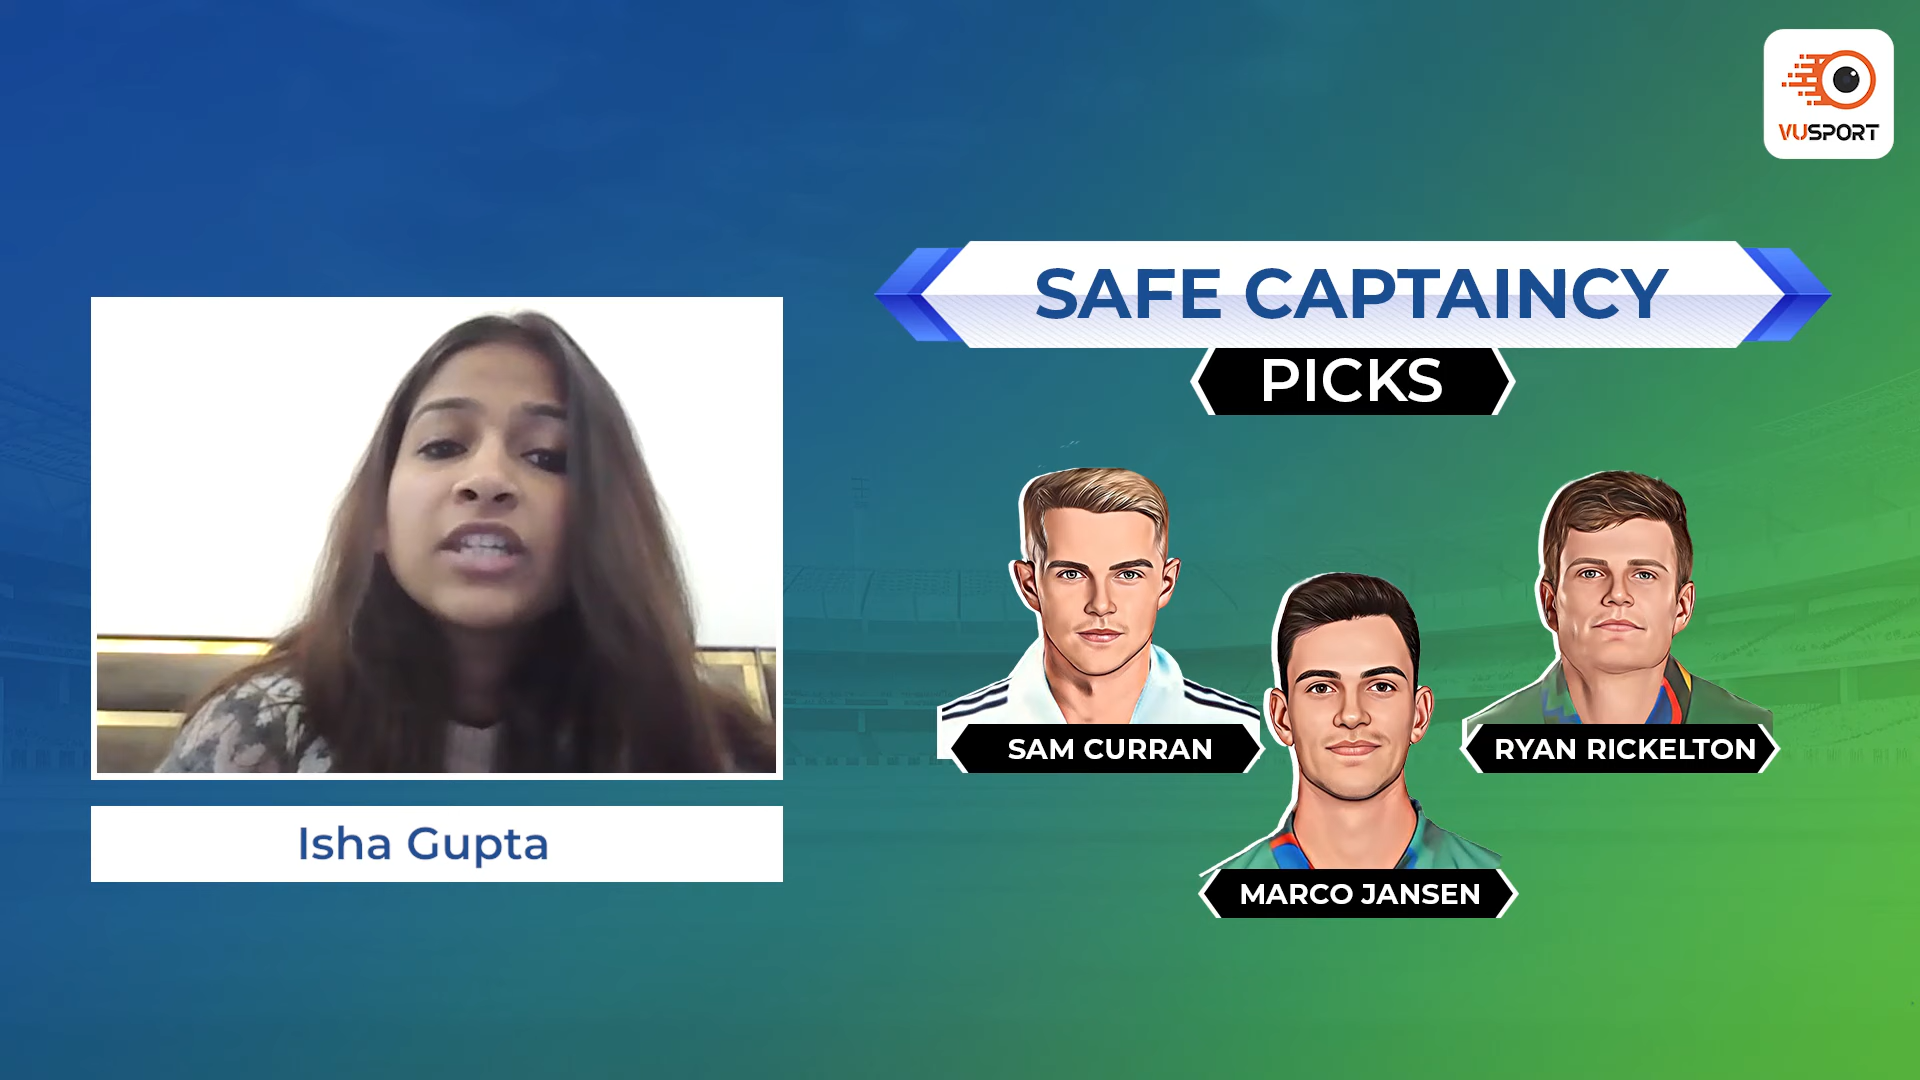 VUSPORT
SAFE CAPTAINCY
PICKS
SAM CURRAN
RYAN RICKELTON
MARCO JANSEN
Isha Gupta